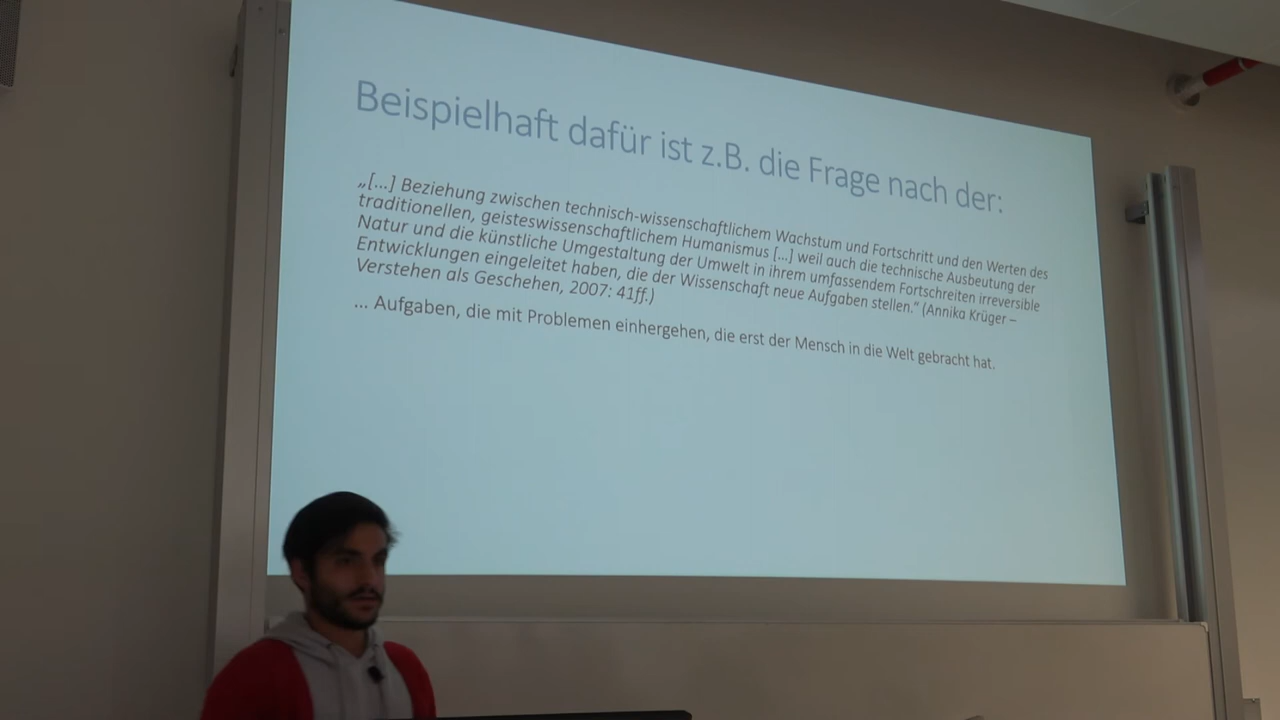 Beispielhaft dafür ist z.B. die Frage nach der:
„[...] Beziehung zwischen technisch-wissenschaftlichem Wachstum und Fortschritt und den Werten des
traditionellen, geisteswissenschaftlichem Humanismus [...] weil auch die technische Ausbeutung der
Natur und die künstliche Umgestaltung der Umwelt in ihrem umfassendem Fortschreiten irreversible
Entwicklungen eingeleitet haben, die der Wissenschaft neue Aufgaben stellen.“ (Annika Krüger –
Verstehen als Geschehen, 2007: 41ff.)
... Aufgaben, die mit Problemen einhergehen, die erst der Mensch in die Welt gebracht hat.